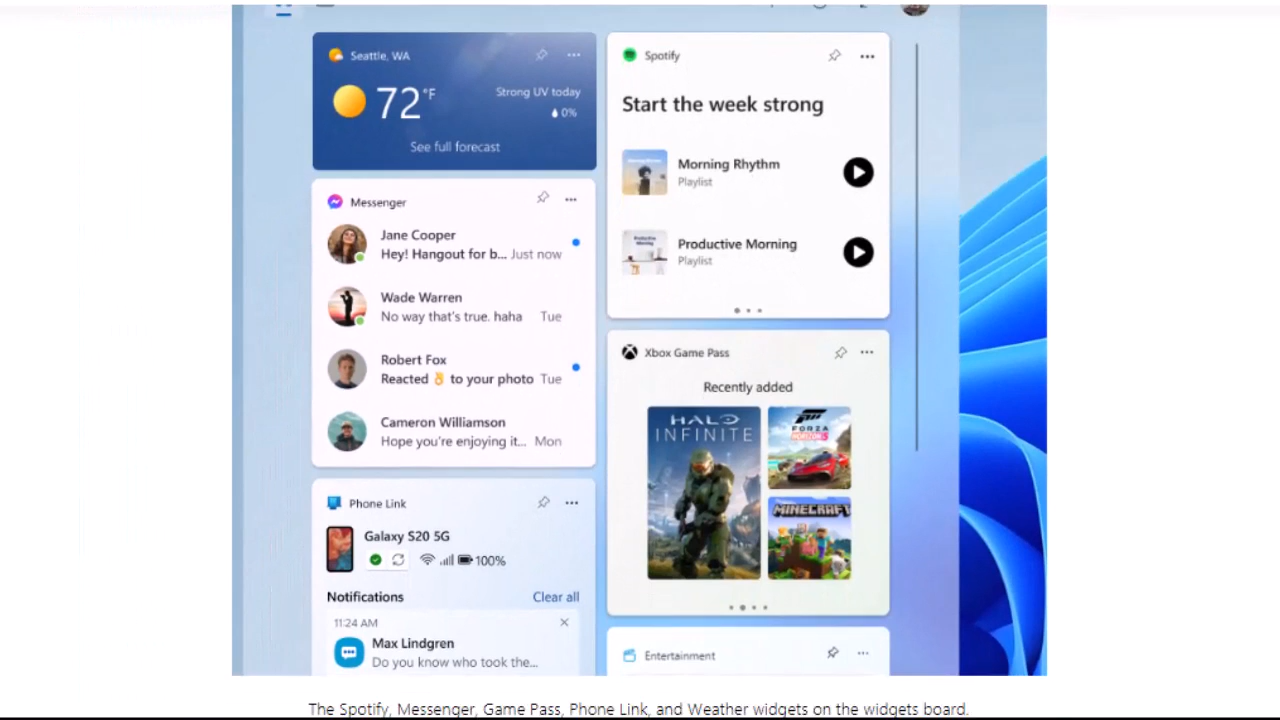 Seattle, WA
72°F
Strong UV today
0%
See full forecast
Messenger
Jane Cooper
Hey! Hangout for b... Just now
Wade Warren
No way that's true. haha Tue
Robert Fox
Reacted 👌 to your photo Tue
Cameron Williamson
Hope you're enjoying it... Mon
Phone Link
Galaxy S20 5G
100%
Notifications Clear all
11:24 AM
Max Lindgren
Do you know who took the...
Spotify
Start the week strong
Morning Rhythm
Playlist
Productive Morning
Playlist
Xbox Game Pass
Recently added
HALO
INFINITE
FORZA
HORIZON 5
MINECRAFT
Entertainment
The Spotify, Messenger, Game Pass, Phone Link, and Weather widgets on the widgets board.